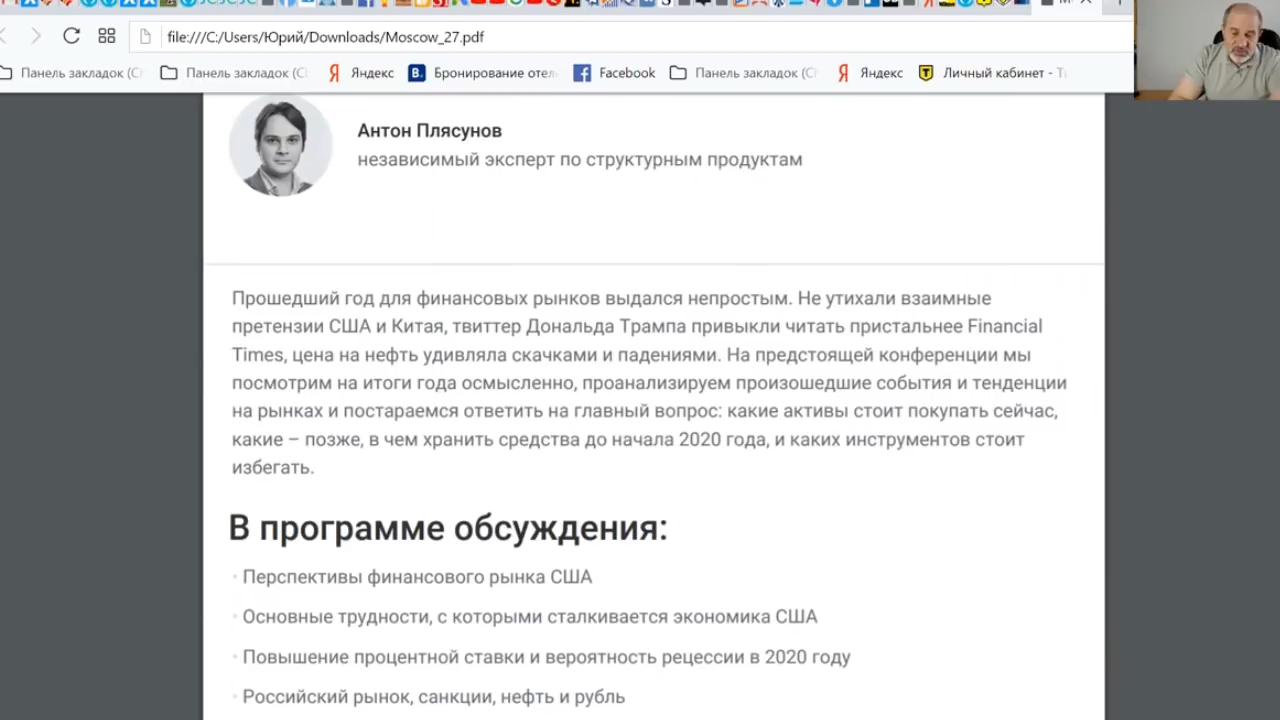 file:///C:/Users/Юрий/Downloads/Moscow_27.pdf
Панель закладок (Сн Панель закладок (Сн Яндекс Бронирование отел Facebook Панель закладок (Сн Яндекс Личный кабинет - Ti
Антон Плясунов
независимый эксперт по структурным продуктам
Прошедший год для финансовых рынков выдался непростым. Не утихали взаимные
претензии США и Китая, твиттер Дональда Трампа привыкли читать пристальнее Financial
Times, цена на нефть удивляла скачками и падениями. На предстоящей конференции мы
посмотрим на итоги года осмысленно, проанализируем произошедшие события и тенденции
на рынках и постараемся ответить на главный вопрос: какие активы стоит покупать сейчас,
какие – позже, в чем хранить средства до начала 2020 года, и каких инструментов стоит
избегать.
В программе обсуждения:
· Перспективы финансового рынка США
· Основные трудности, с которыми сталкивается экономика США
· Повышение процентной ставки и вероятность рецессии в 2020 году
· Российский рынок, санкции, нефть и рубль